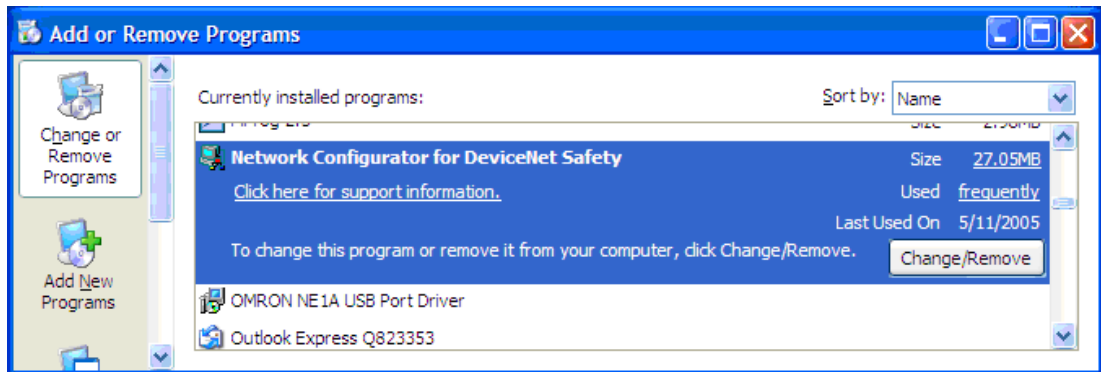 Add or Remove Programs
Change or
Remove
Programs
Add New
Programs
Currently installed programs:
Sort by: Name
Size
Network Configurator for DeviceNet Safety
Size 27.05MB
Click here for support information.
Used frequently
Last Used On 5/11/2005
To change this program or remove it from your computer, click Change/Remove.
Change/Remove
OMRON NE1A USB Port Driver
Outlook Express Q823353